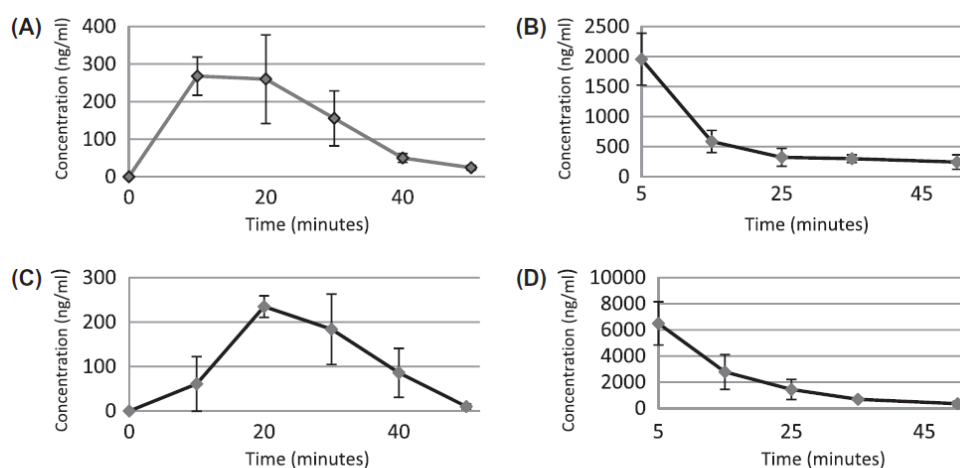 (A)
Concentration (ng/ml)
400
300
200
100
0
0 20 40
Time (minutes)
(B)
Concentration (ng/ml)
2500
2000
1500
1000
500
0
5 25 45
Time (minutes)
(C)
Concentration (ng/ml)
300
200
100
0
0 20 40
Time (minutes)
(D)
Concentration (ng/ml)
10000
8000
6000
4000
2000
0
5 25 45
Time (minutes)